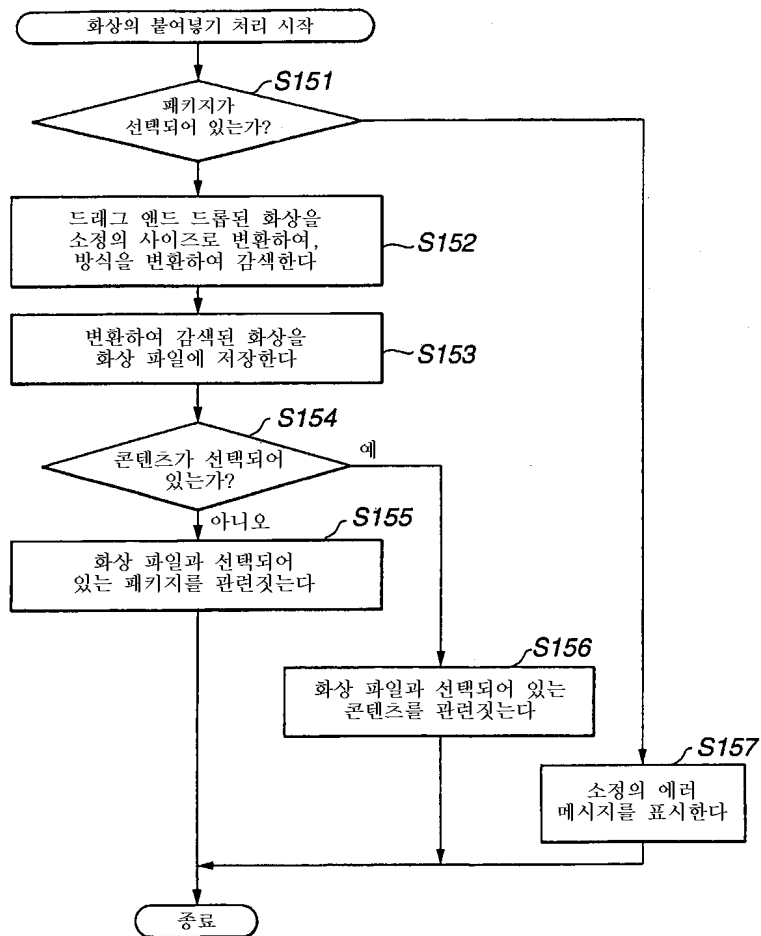 화상의 붙여넣기 처리 시작
S151
패키지가
선택되어 있는가?
드래그 앤드 드롭된 화상을
소정의 사이즈로 변환하여,
방식을 변환하여 감색한다
S152
변환하여 감색된 화상을
화상 파일에 저장한다
S153
S154
콘텐츠가 선택되어
있는가?
예
아니오
S155
화상 파일과 선택되어
있는 패키지를 관련짓는다
S156
화상 파일과 선택되어 있는
콘텐츠를 관련짓는다
S157
소정의 에러
메시지를 표시한다
종료